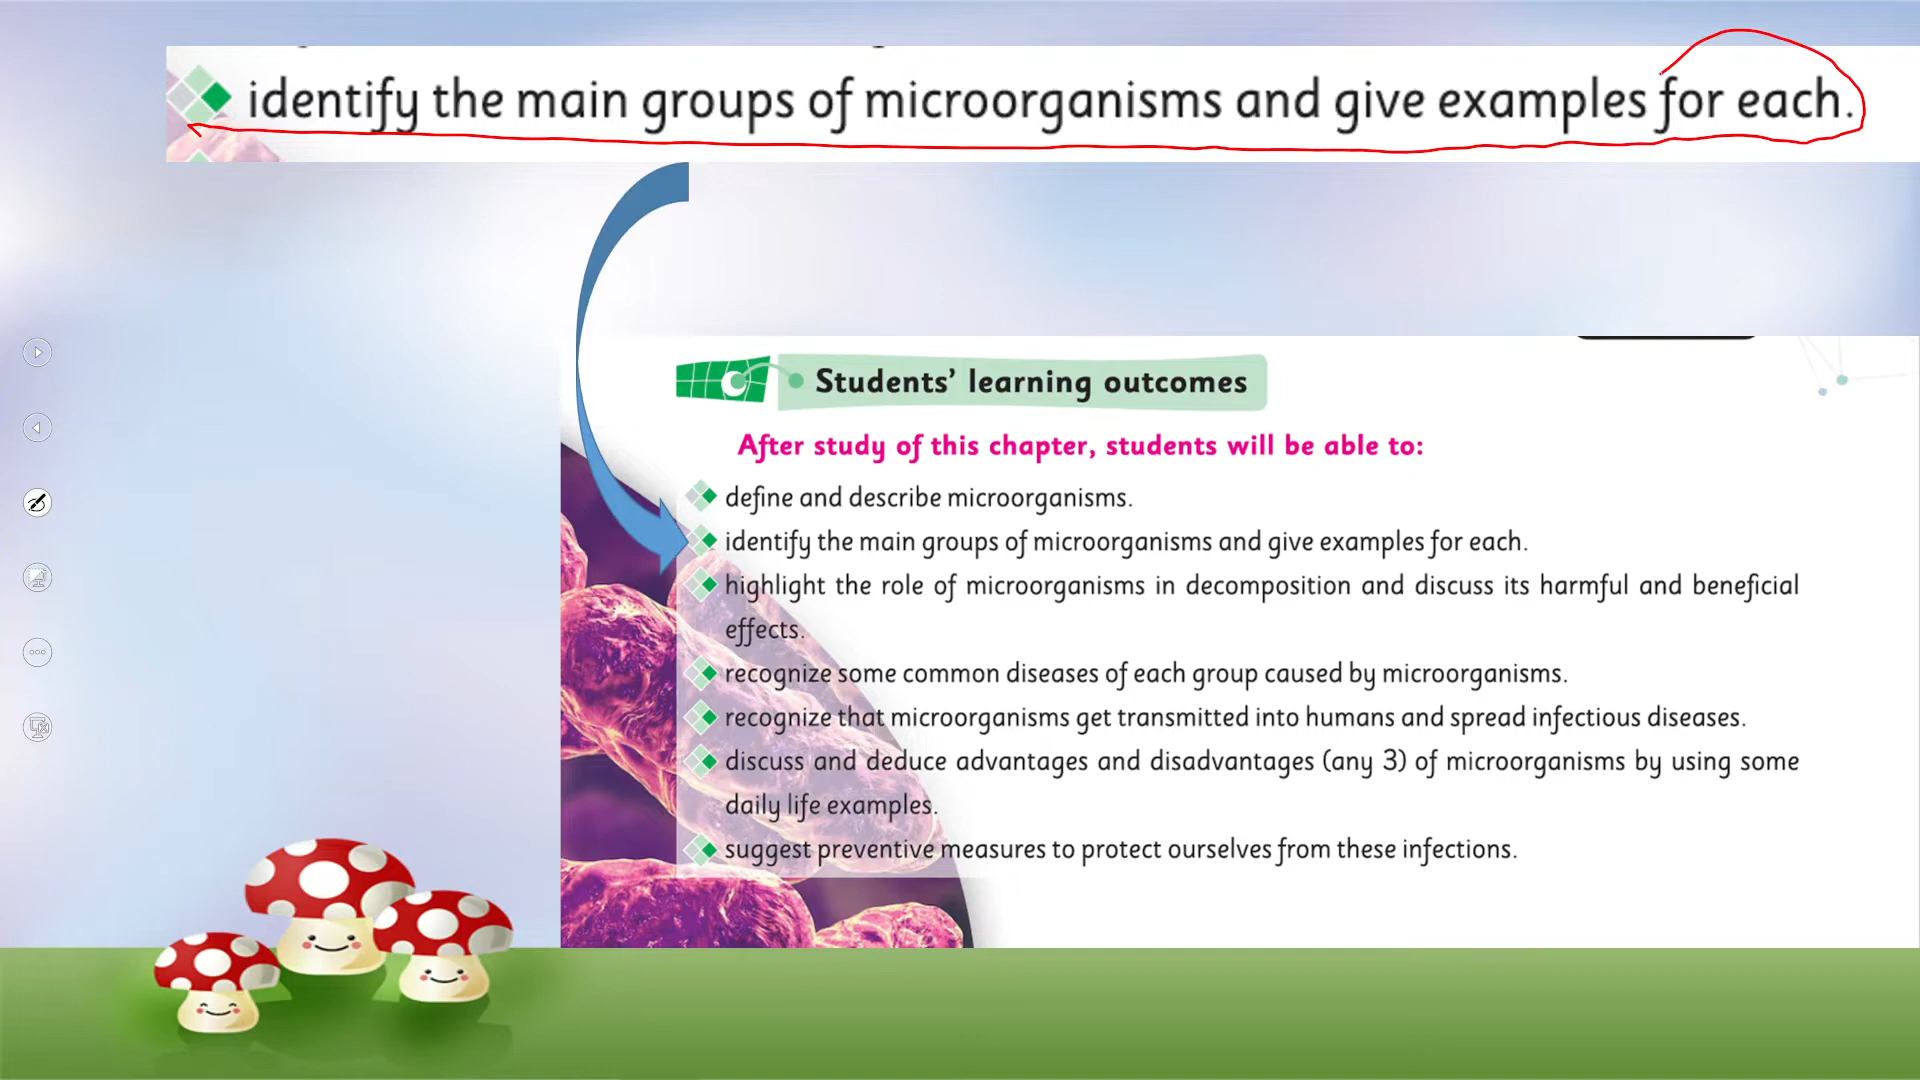 identify the main groups of microorganisms and give examples for each.
Students' learning outcomes
After study of this chapter, students will be able to:
define and describe microorganisms.
identify the main groups of microorganisms and give examples for each.
highlight the role of microorganisms in decomposition and discuss its harmful and beneficial
effects.
recognize some common diseases of each group caused by microorganisms.
recognize that microorganisms get transmitted into humans and spread infectious diseases.
discuss and deduce advantages and disadvantages (any 3) of microorganisms by using some
daily life examples.
suggest preventive measures to protect ourselves from these infections.